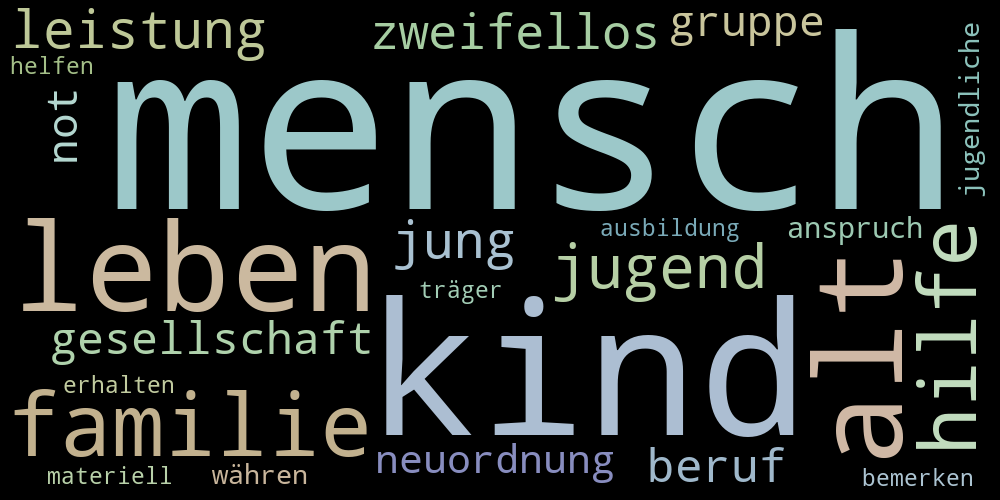 leistung
zweifellos
gruppe
helfen
not
mensch
jugendliche
leben
jung
ausbildung
anspruch
jugend
träger
alt
hilfe
gesellschaft
kind
erhalten
familie
neuordnung
beruf
materiell
währen
bemerken